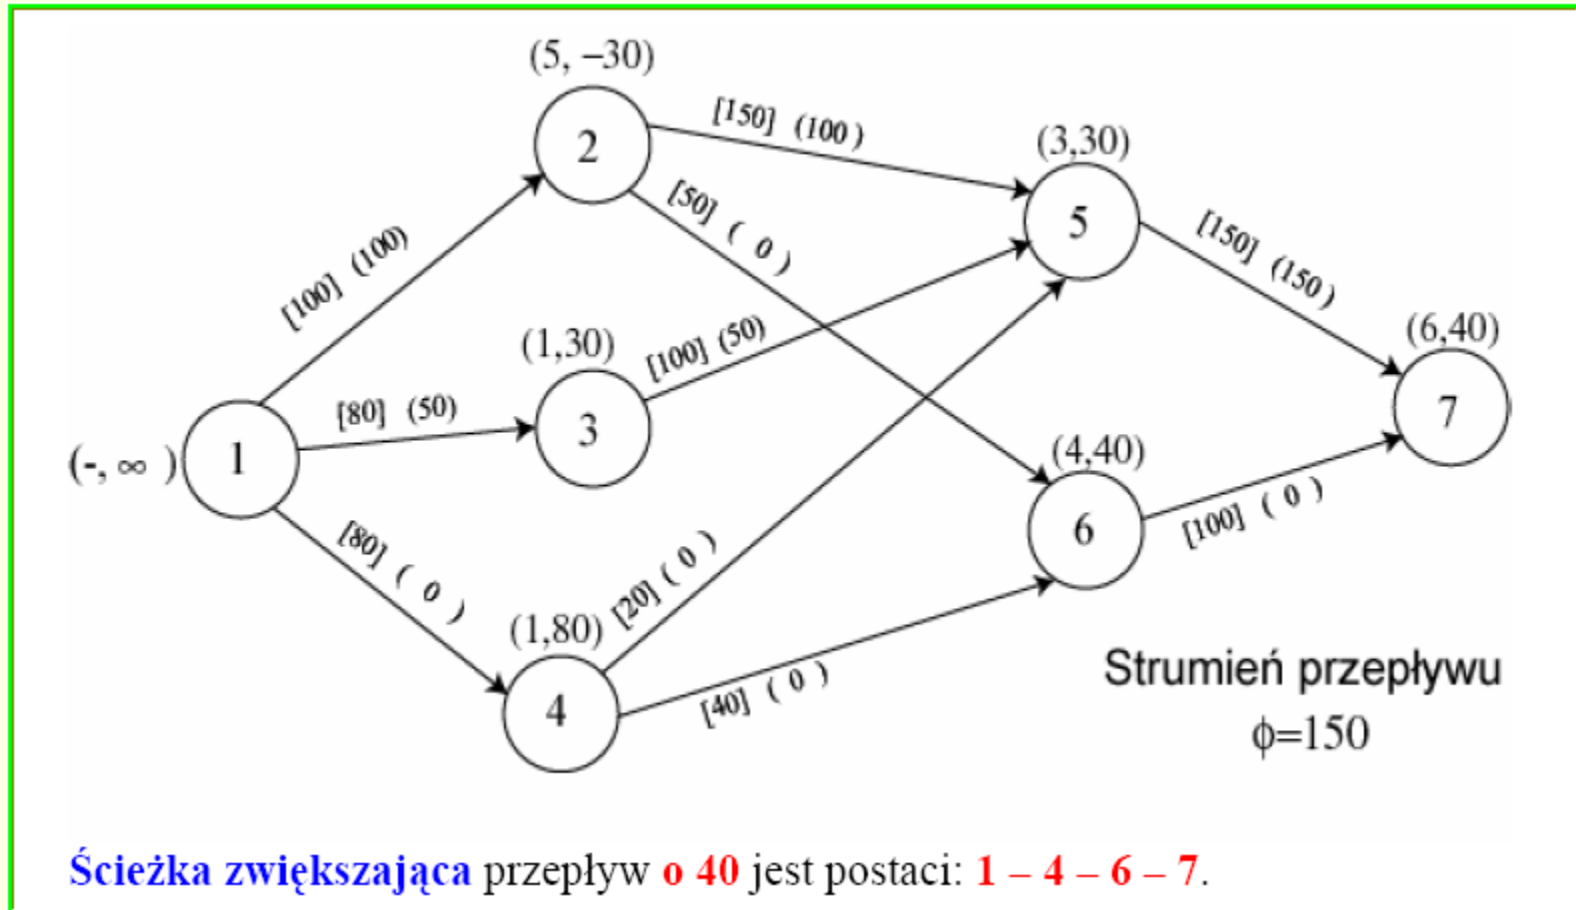 (5, –30)
2
[150] (100 )
(3,30)
5
[50] ( 0 )
[150] (150 )
[100] (100)
(1,30)
3
[100] (50)
(6,40)
7
[80] (50)
(-, ∞ )
1
(4,40)
6
[100] ( 0 )
[80] ( 0 )
[20] ( 0 )
(1,80)
4
[40] ( 0 )
Strumień przepływu
ϕ=150
Ścieżka zwiększająca przepływ o 40 jest postaci: 1 – 4 – 6 – 7.